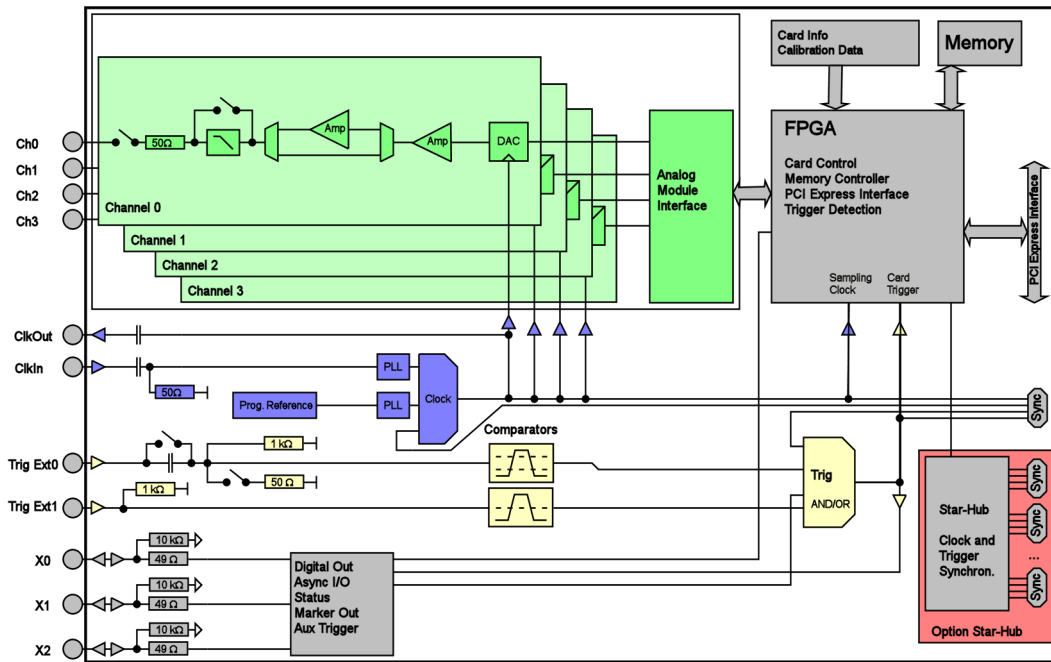 Card Info
Calibration Data
Memory
Ch0
Ch1
Ch2
Ch3
50Ω
Amp
Amp
DAC
Channel 0
Channel 1
Channel 2
Channel 3
Analog
Module
Interface
FPGA
Card Control
Memory Controller
PCI Express Interface
Trigger Detection
Sampling
Clock
Card
Trigger
PCI Express Interface
ClkOut
ClkIn
50Ω
PLL
Prog. Reference
PLL
Clock
Sync
Comparators
Trig Ext0
1 kΩ
50 Ω
Trig Ext1
1 kΩ
Trig
AND/OR
X0
10 kΩ
49 Ω
X1
10 kΩ
49 Ω
X2
10 kΩ
49 Ω
Digital Out
Async I/O
Status
Marker Out
Aux Trigger
Star-Hub
Clock and
Trigger
Synchron.
Sync
Sync
...
Sync
Option Star-Hub